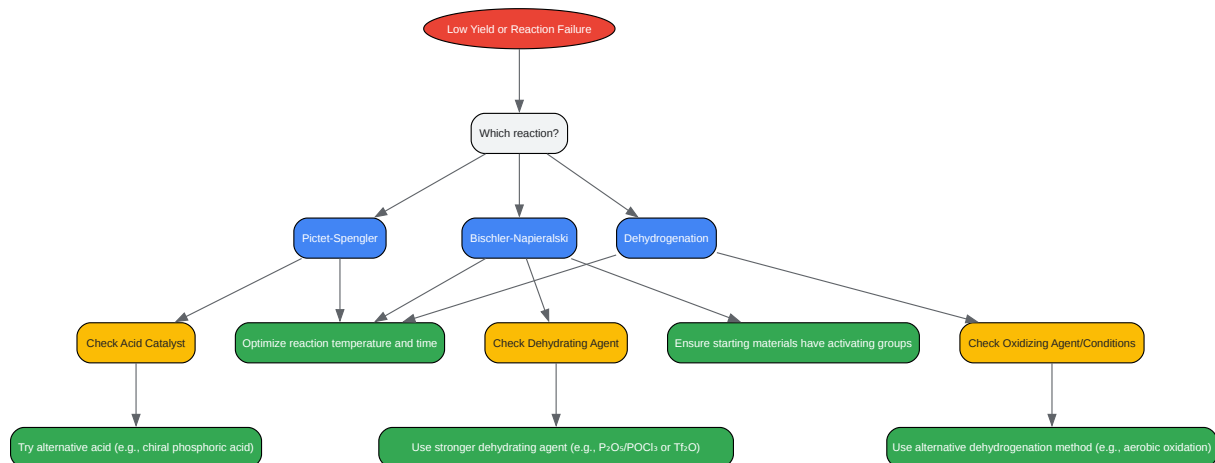 Low Yield or Reaction Failure
Which reaction?
Pictet-Spengler
Bischler-Napieralski
Dehydrogenation
Check Acid Catalyst
Optimize reaction temperature and time
Check Dehydrating Agent
Ensure starting materials have activating groups
Check Oxidizing Agent/Conditions
Try alternative acid (e.g., chiral phosphoric acid)
Use stronger dehydrating agent (e.g., P₂O₅/POCl₃ or Tf₂O)
Use alternative dehydrogenation method (e.g., aerobic oxidation)